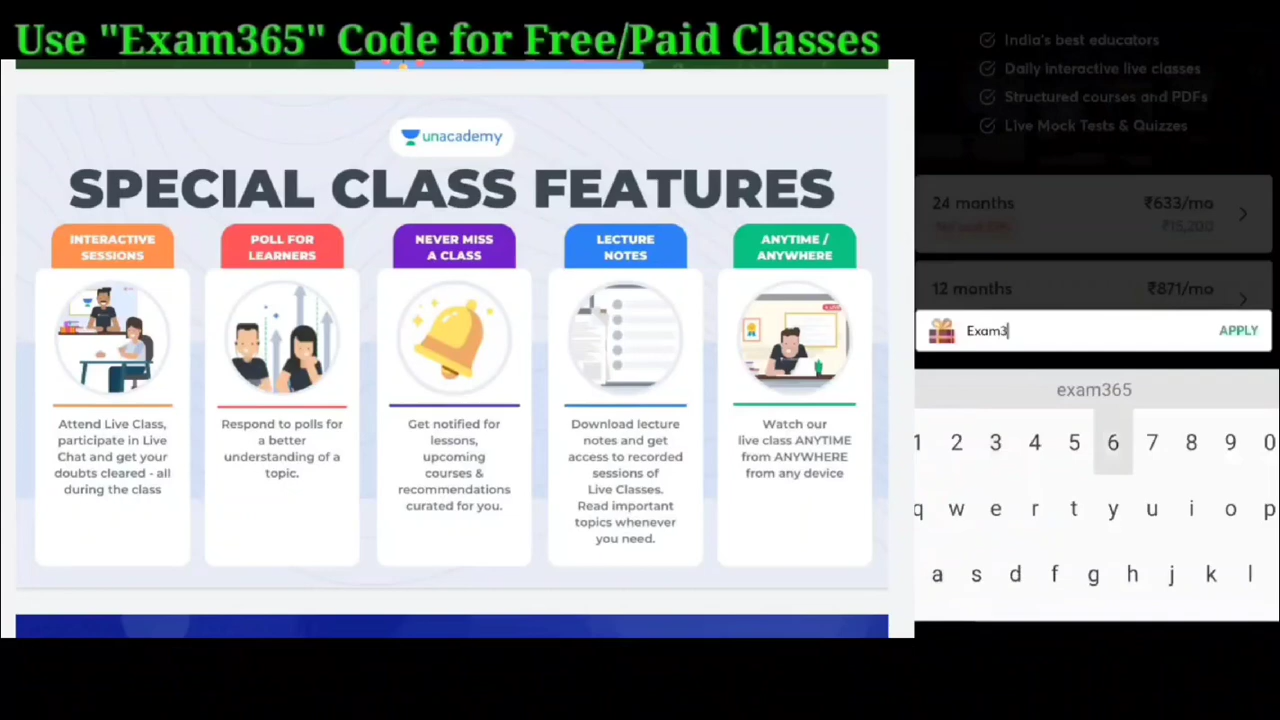 Use "Exam365" Code for Free/Paid Classes
unacademy
SPECIAL CLASS FEATURES
INTERACTIVE
SESSIONS
Attend Live Class,
participate in Live
Chat and get your
doubts cleared - all
during the class
POLL FOR
LEARNERS
Respond to polls for
a better
understanding of a
topic.
NEVER MISS
A CLASS
Get notified for
lessons,
upcoming
courses &
recommendations
curated for you.
LECTURE
NOTES
Download lecture
notes and get
access to recorded
sessions of
Live Classes.
Read important
topics whenever
you need.
ANYTIME /
ANYWHERE
Watch our
live class ANYTIME
from ANYWHERE
from any device
India's best educators
Daily interactive live classes
Structured courses and PDFs
Live Mock Tests & Quizzes
24 months ₹633/mo
₹15,200
12 months ₹871/mo
Exam3 APPLY
exam365
1 2 3 4 5 6 7 8 9 0
q w e r t y u i o p
a s d f g h j k l